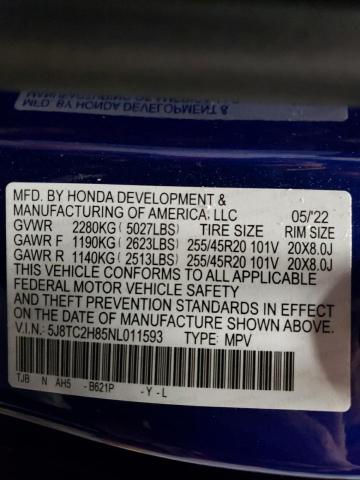 MFD. BY HONDA DEVELOPMENT &
MANUFACTURING OF AMERICA, LLC 05/'22
GVWR 2280KG ( 5027LBS) TIRE SIZE RIM SIZE
GAWR F 1190KG (2623LBS) 255/45R20 101V 20X8.0J
GAWR R 1140KG (2513LBS) 255/45R20 101V 20X8.0J
THIS VEHICLE CONFORMS TO ALL APPLICABLE
FEDERAL MOTOR VEHICLE SAFETY
AND THEFT PREVENTION STANDARDS IN EFFECT
ON THE DATE OF MANUFACTURE SHOWN ABOVE.
V.I.N.: 5J8TC2H85NL011593 TYPE: MPV
TJB N AH5 - B621P - Y - L